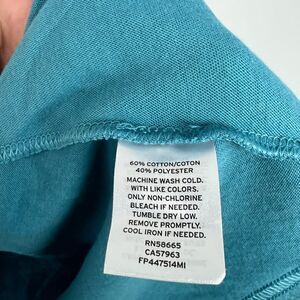 60% COTTON/COTON
40% POLYESTER
MACHINE WASH COLD.
WITH LIKE COLORS.
ONLY NON-CHLORINE
BLEACH IF NEEDED.
TUMBLE DRY LOW.
REMOVE PROMPTLY.
COOL IRON IF NEEDED.
RN58665
CA57963
FP447514MI